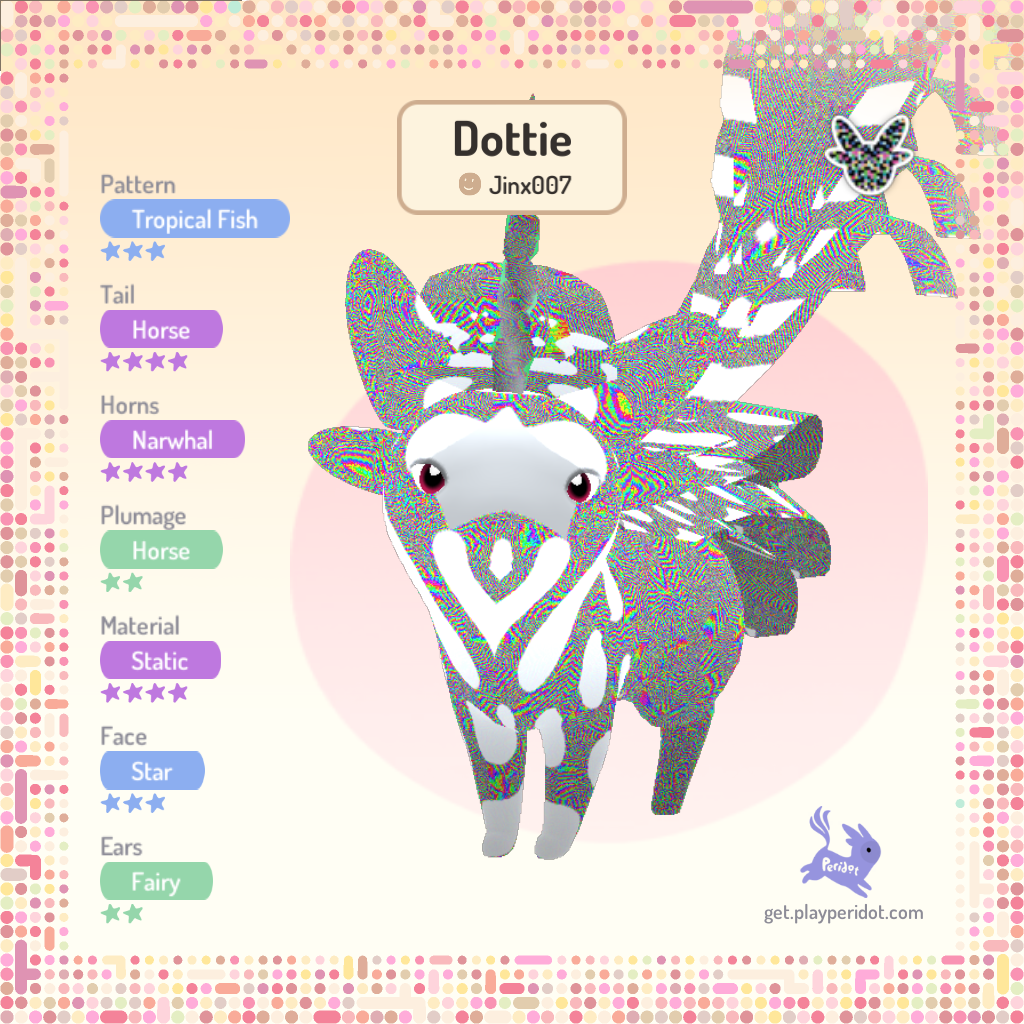 Dottie
Jinx007
Pattern
Tropical Fish
Tail
Horse
Horns
Narwhal
Plumage
Horse
Material
Static
Face
Star
Ears
Fairy
Peridot
get.playperidot.com